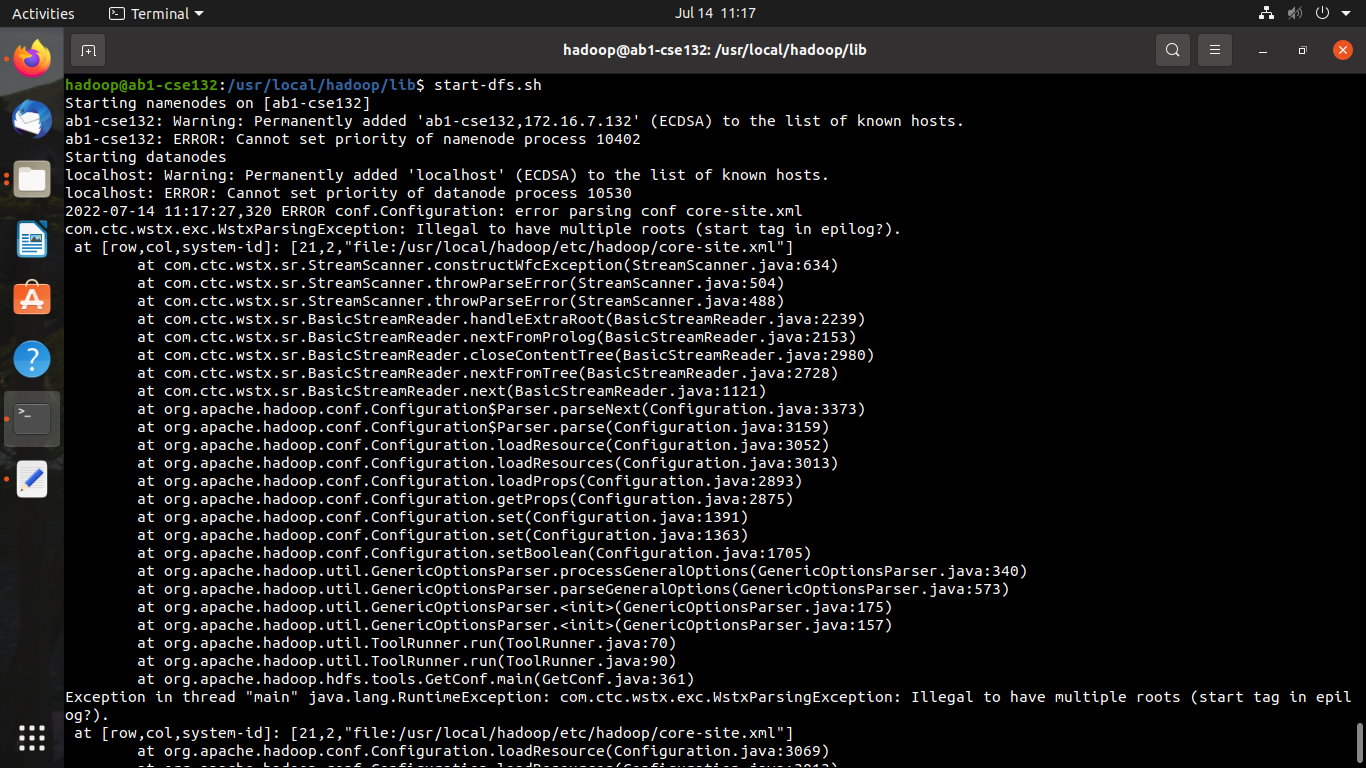 Activities
Terminal
Jul 14 11:17
hadoop@ab1-cse132: /usr/local/hadoop/lib
hadoop@ab1-cse132:/usr/local/hadoop/lib$ start-dfs.sh
Starting namenodes on [ab1-cse132]
ab1-cse132: Warning: Permanently added 'ab1-cse132,172.16.7.132' (ECDSA) to the list of known hosts.
ab1-cse132: ERROR: Cannot set priority of namenode process 10402
Starting datanodes
localhost: Warning: Permanently added 'localhost' (ECDSA) to the list of known hosts.
localhost: ERROR: Cannot set priority of datanode process 10530
2022-07-14 11:17:27,320 ERROR conf.Configuration: error parsing conf core-site.xml
com.ctc.wstx.exc.WstxParsingException: Illegal to have multiple roots (start tag in epilog?).
 at [row,col,system-id]: [21,2,"file:/usr/local/hadoop/etc/hadoop/core-site.xml"]
        at com.ctc.wstx.sr.StreamScanner.constructWfcException(StreamScanner.java:634)
        at com.ctc.wstx.sr.StreamScanner.throwParseError(StreamScanner.java:504)
        at com.ctc.wstx.sr.StreamScanner.throwParseError(StreamScanner.java:488)
        at com.ctc.wstx.sr.BasicStreamReader.handleExtraRoot(BasicStreamReader.java:2239)
        at com.ctc.wstx.sr.BasicStreamReader.nextFromProlog(BasicStreamReader.java:2153)
        at com.ctc.wstx.sr.BasicStreamReader.closeContentTree(BasicStreamReader.java:2980)
        at com.ctc.wstx.sr.BasicStreamReader.nextFromTree(BasicStreamReader.java:2728)
        at com.ctc.wstx.sr.BasicStreamReader.next(BasicStreamReader.java:1121)
        at org.apache.hadoop.conf.Configuration$Parser.parseNext(Configuration.java:3373)
        at org.apache.hadoop.conf.Configuration$Parser.parse(Configuration.java:3159)
        at org.apache.hadoop.conf.Configuration.loadResource(Configuration.java:3052)
        at org.apache.hadoop.conf.Configuration.loadResources(Configuration.java:3013)
        at org.apache.hadoop.conf.Configuration.loadProps(Configuration.java:2893)
        at org.apache.hadoop.conf.Configuration.getProps(Configuration.java:2875)
        at org.apache.hadoop.conf.Configuration.set(Configuration.java:1391)
        at org.apache.hadoop.conf.Configuration.set(Configuration.java:1363)
        at org.apache.hadoop.conf.Configuration.setBoolean(Configuration.java:1705)
        at org.apache.hadoop.util.GenericOptionsParser.processGeneralOptions(GenericOptionsParser.java:340)
        at org.apache.hadoop.util.GenericOptionsParser.parseGeneralOptions(GenericOptionsParser.java:573)
        at org.apache.hadoop.util.GenericOptionsParser.<init>(GenericOptionsParser.java:175)
        at org.apache.hadoop.util.GenericOptionsParser.<init>(GenericOptionsParser.java:157)
        at org.apache.hadoop.util.ToolRunner.run(ToolRunner.java:70)
        at org.apache.hadoop.util.ToolRunner.run(ToolRunner.java:90)
        at org.apache.hadoop.hdfs.tools.GetConf.main(GetConf.java:361)
Exception in thread "main" java.lang.RuntimeException: com.ctc.wstx.exc.WstxParsingException: Illegal to have multiple roots (start tag in epil
og?).
 at [row,col,system-id]: [21,2,"file:/usr/local/hadoop/etc/hadoop/core-site.xml"]
        at org.apache.hadoop.conf.Configuration.loadResource(Configuration.java:3069)